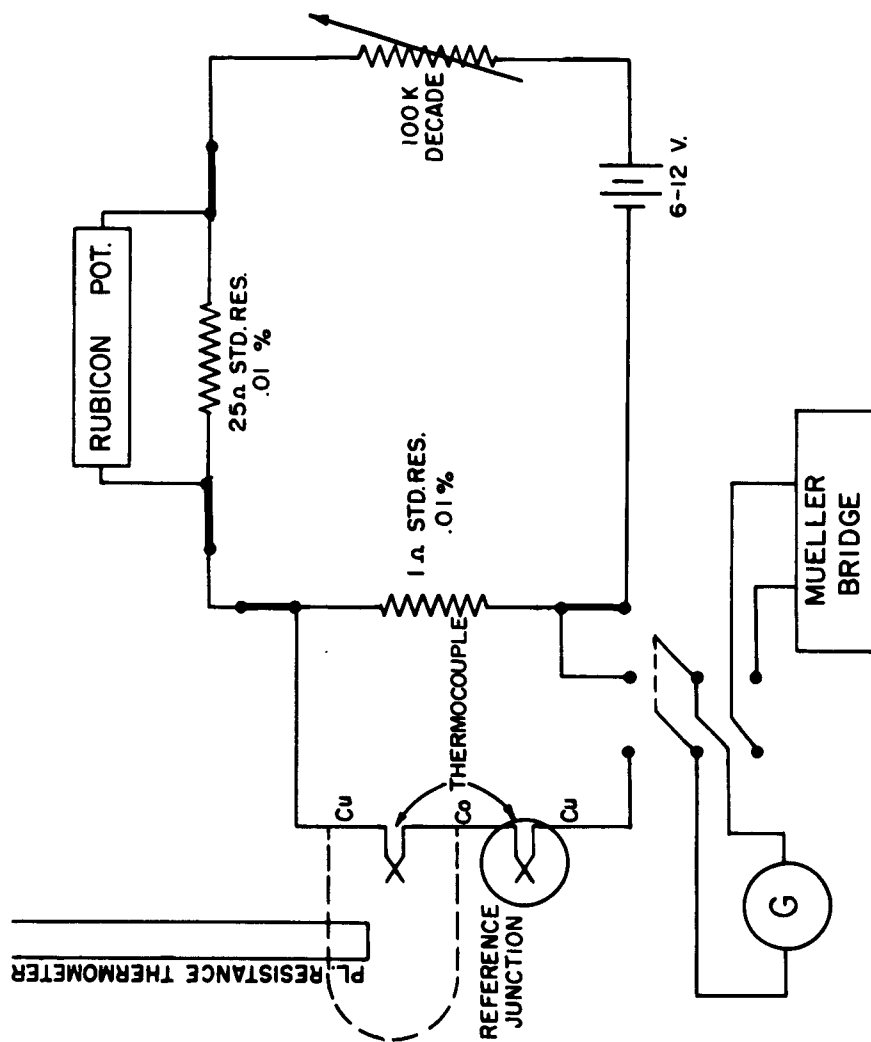 RUBICON POT.
25Ω STD. RES.
.01 %
100 K
DECADE
6-12 V.
1Ω STD. RES.
.01%
THERMOCOUPLE
Cu
Co
Cu
PL. RESISTANCE THERMOMETER
REFERENCE
JUNCTION
G
MUELLER
BRIDGE